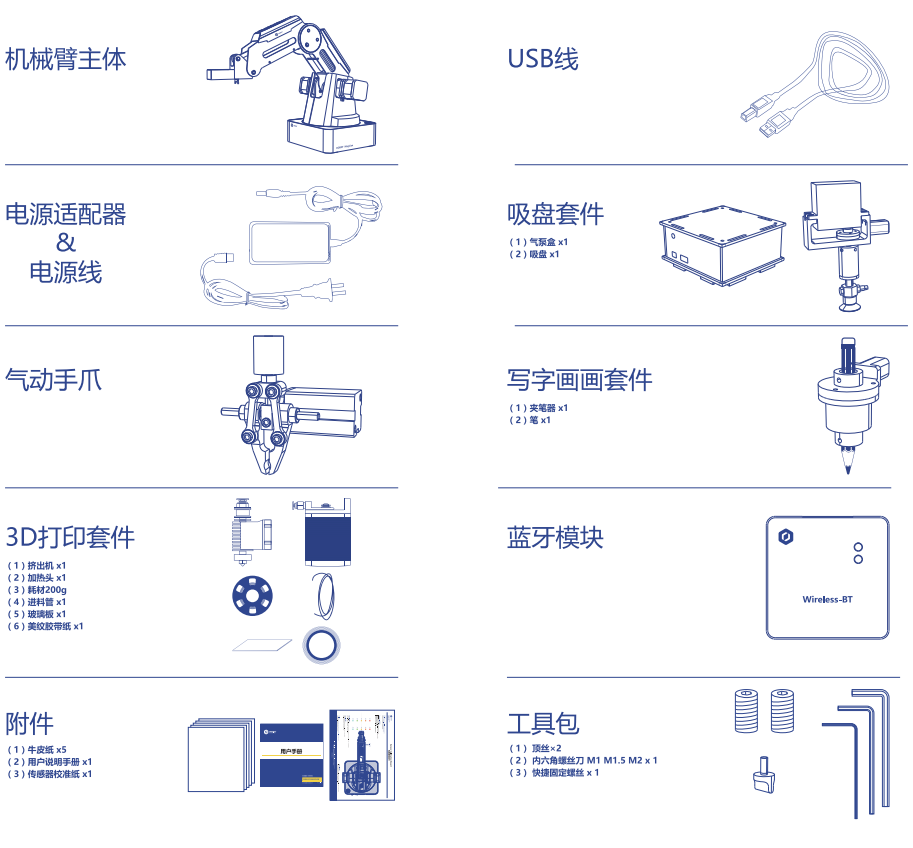 机械臂主体
USB线
电源适配器
&
电源线
吸盘套件
（1）气泵盒 x1
（2）吸盘 x1
气动手爪
写字画画套件
（1）夹笔器 x1
（2）笔 x1
3D打印套件
（1）挤出机 x1
（2）加热头 x1
（3）耗材200g
（4）进料管 x1
（5）玻璃板 x1
（6）美纹胶带纸 x1
蓝牙模块
Wireless-BT
附件
（1）牛皮纸 x5
（2）用户说明手册 x1
（3）传感器校准纸 x1
用户手册
工具包
（1） 顶丝×2
（2） 内六角螺丝刀 M1 M1.5 M2 x 1
（3） 快捷固定螺丝 x 1